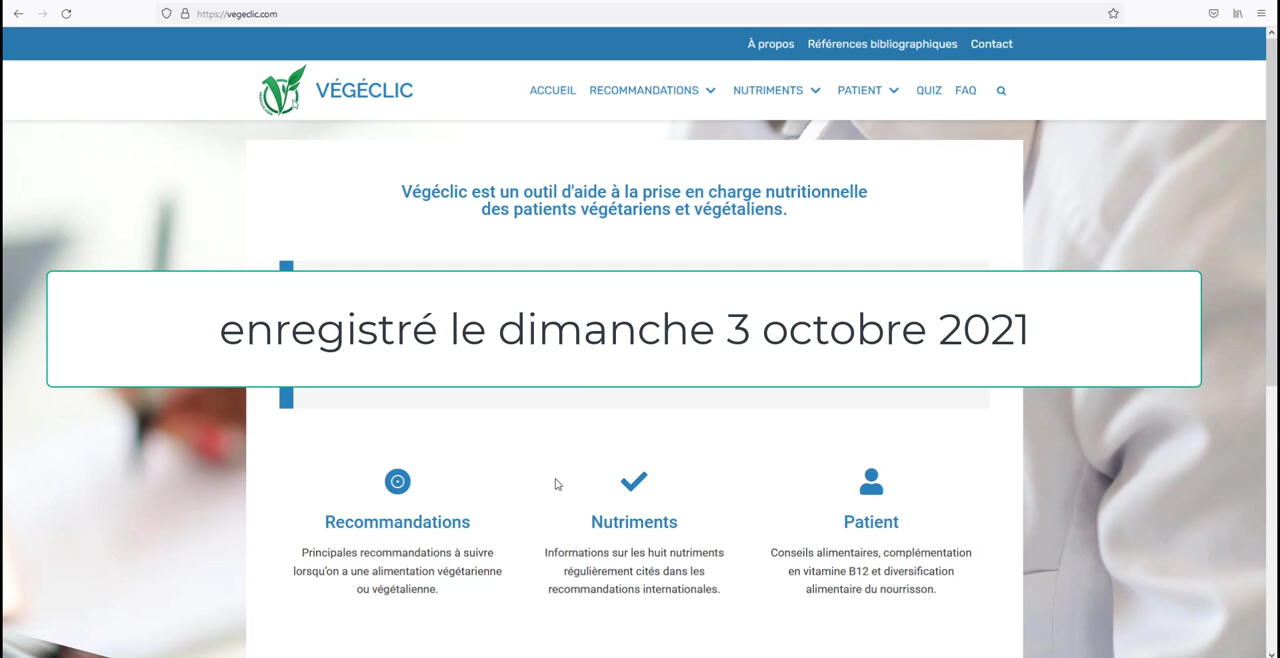 https://vegeclic.com
À propos Références bibliographiques Contact
VÉGÉCLIC ACCUEIL RECOMMANDATIONS NUTRIMENTS PATIENT QUIZ FAQ
Végéclic est un outil d'aide à la prise en charge nutritionnelle
des patients végétariens et végétaliens.
enregistré le dimanche 3 octobre 2021
Recommandations
Principales recommandations à suivre
lorsqu'on a une alimentation végétarienne
ou végétalienne.
Nutriments
Informations sur les huit nutriments
régulièrement cités dans les
recommandations internationales.
Patient
Conseils alimentaires, complémentation
en vitamine B12 et diversification
alimentaire du nourrisson.